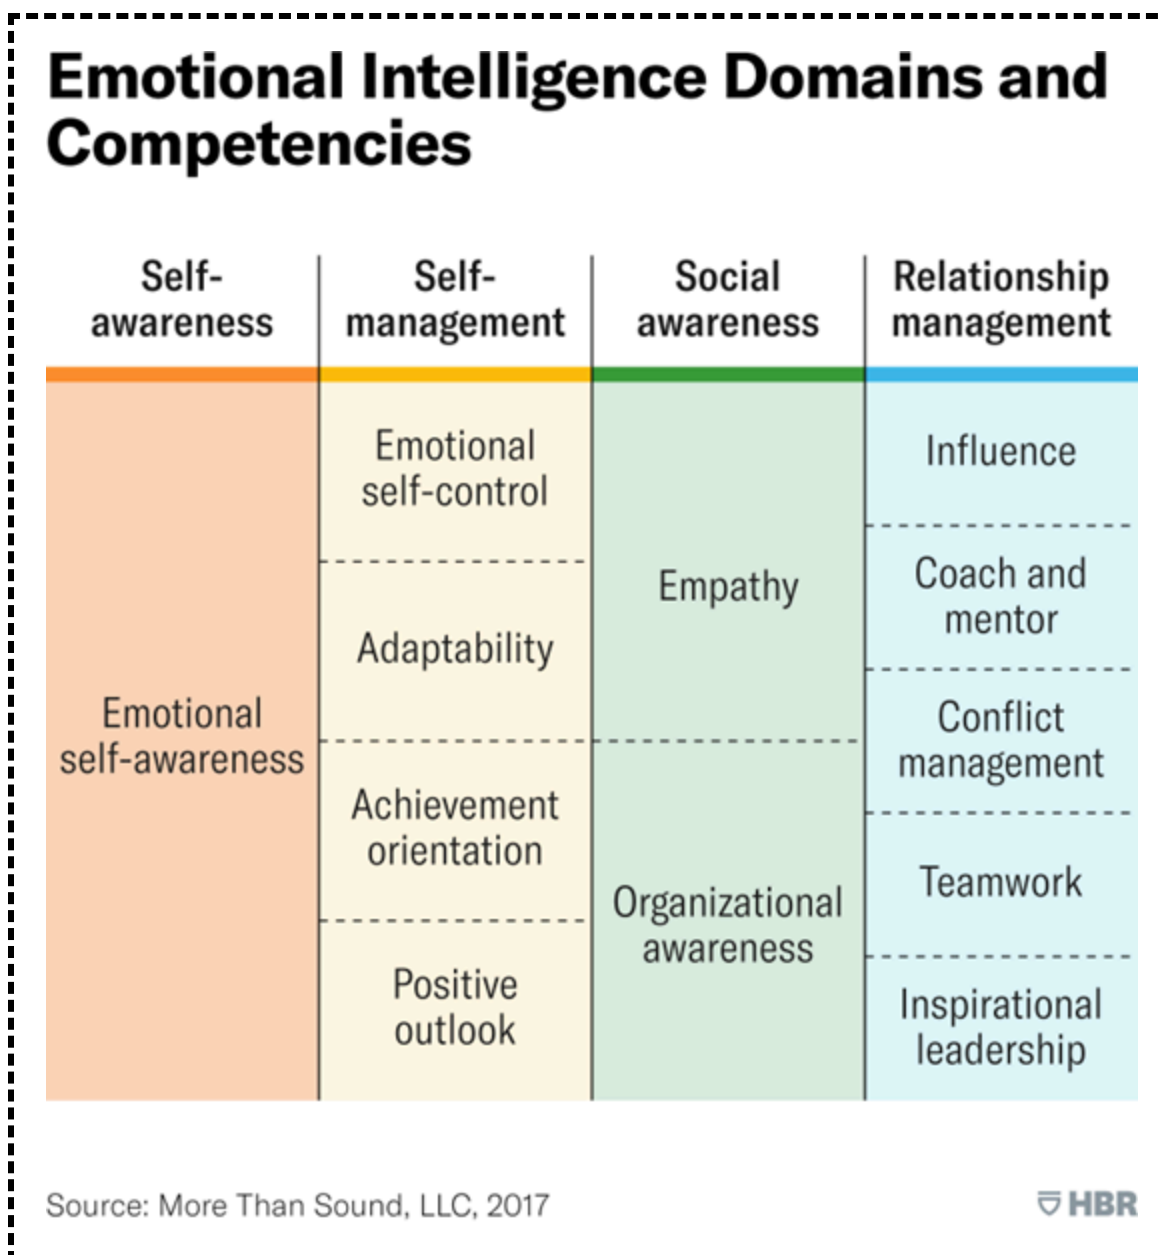 Emotional Intelligence Domains and
Competencies
Self-
awareness
Self-
management
Social
awareness
Relationship
management
Emotional
self-awareness
Emotional
self-control
Adaptability
Achievement
orientation
Positive
outlook
Empathy
Organizational
awareness
Influence
Coach and
mentor
Conflict
management
Teamwork
Inspirational
leadership
Source: More Than Sound, LLC, 2017
HBR